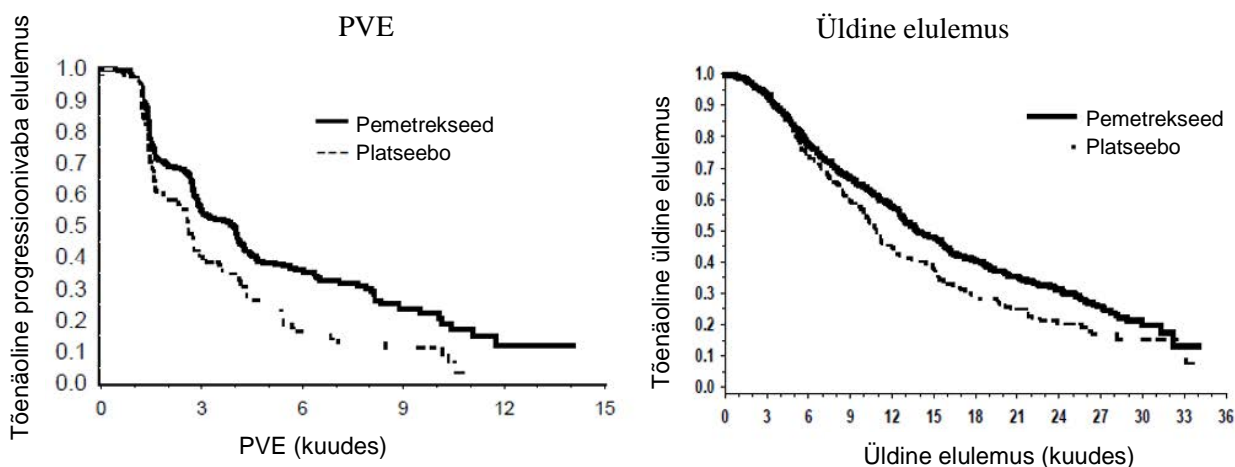 PVE
Tõenäoline progressioonivaba elulemus
1.0
0.9
0.8
0.7
0.6
0.5
0.4
0.3
0.2
0.1
0.0
Pemetrekseed
Platseebo
0 3 6 9 12 15
PVE (kuudes)
Üldine elulemus
Tõenäoline üldine elulemus
1.0
0.9
0.8
0.7
0.6
0.5
0.4
0.3
0.2
0.1
0.0
Pemetrekseed
Platseebo
0 3 6 9 12 15 18 21 24 27 30 33 36
Üldine elulemus (kuudes)